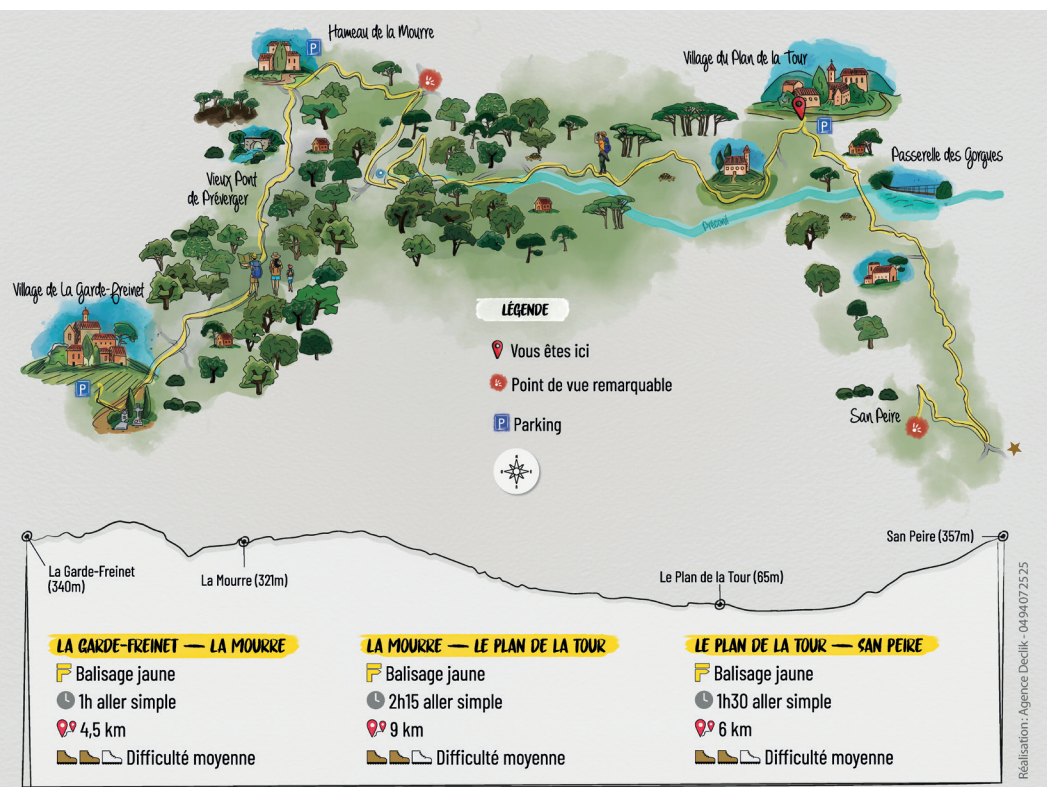 Hameau de la Mourre
P
Village du Plan de la Tour
P
Passerelle des Gorgues
Vieux Pont
de Préverger
Préconil
Village de La Garde-Freinet
P
San Peire
LÉGENDE
Vous êtes ici
Point de vue remarquable
P Parking
La Garde-Freinet
(340m)
La Mourre (321m)
Le Plan de la Tour (65m)
San Peire (357m)
LA GARDE-FREINET — LA MOURRE
Balisage jaune
1h aller simple
4,5 km
Difficulté moyenne
LA MOURRE — LE PLAN DE LA TOUR
Balisage jaune
2h15 aller simple
9 km
Difficulté moyenne
LE PLAN DE LA TOUR — SAN PEIRE
Balisage jaune
1h30 aller simple
6 km
Difficulté moyenne
Réalisation : Agence Declik - 0494072525